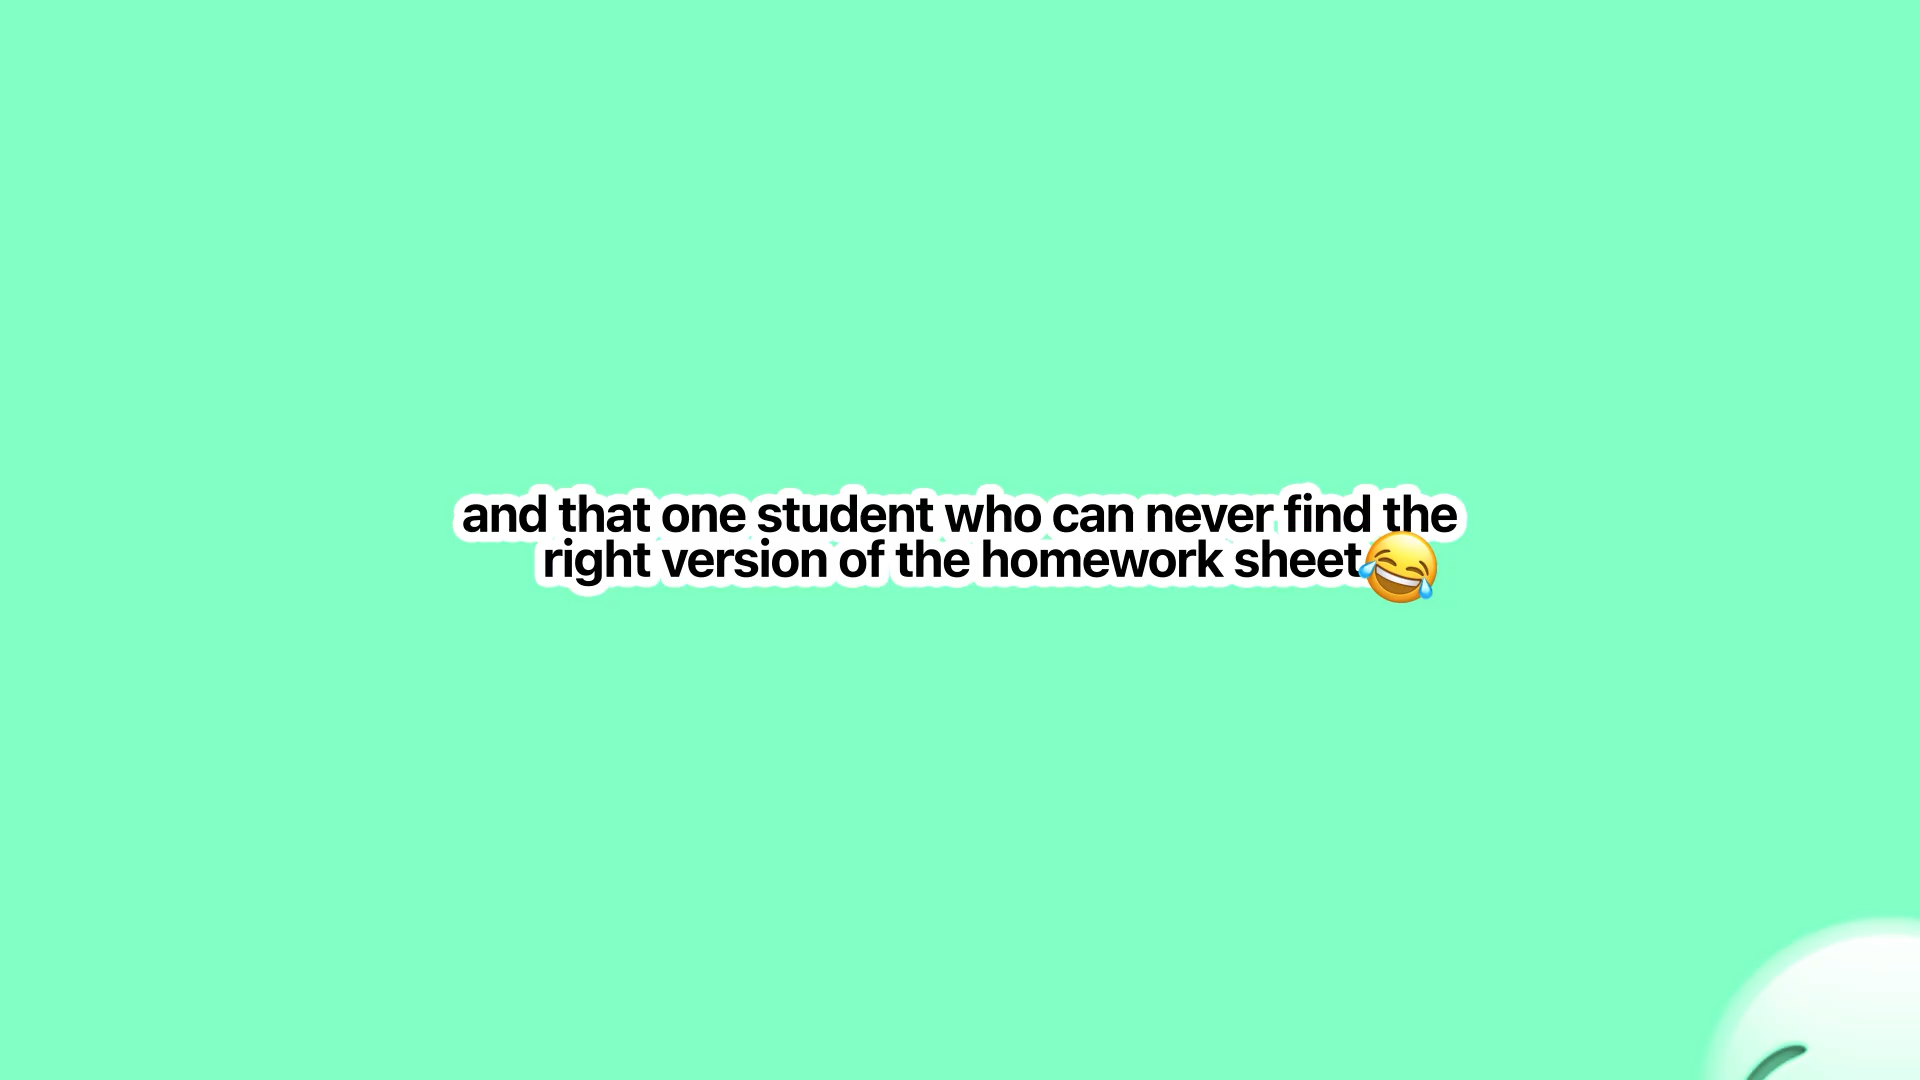 and that one student who can never find the
right version of the homework sheet😂